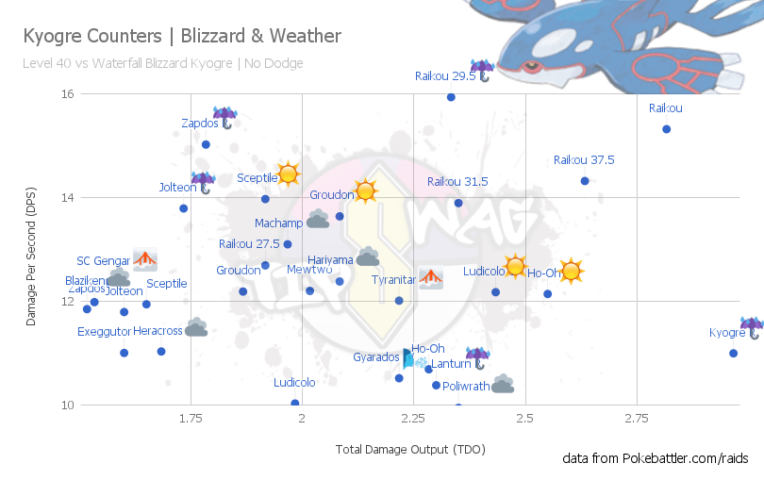 Kyogre Counters | Blizzard & Weather
Level 40 vs Waterfall Blizzard Kyogre | No Dodge
Raikou 29.5
16
Raikou
Zapdos
Raikou 37.5
Jolteon
Sceptile
Raikou 31.5
Groudon
14
Machamp
Raikou 27.5
SC Gengar
Hariyama
Groudon
Mewtwo
Ludicolo
Ho-Oh
Blaziken
Tyranitar
Sceptile
Zapdos
Jolteon
12
Exeggutor
Heracross
Kyogre
Ho-Oh
Gyarados
Lanturn
Poliwrath
Ludicolo
10
1.75
2
2.25
2.5
2.75
Damage Per Second (DPS)
Total Damage Output (TDO)
data from Pokebattler.com/raids
SWAG
TIPS